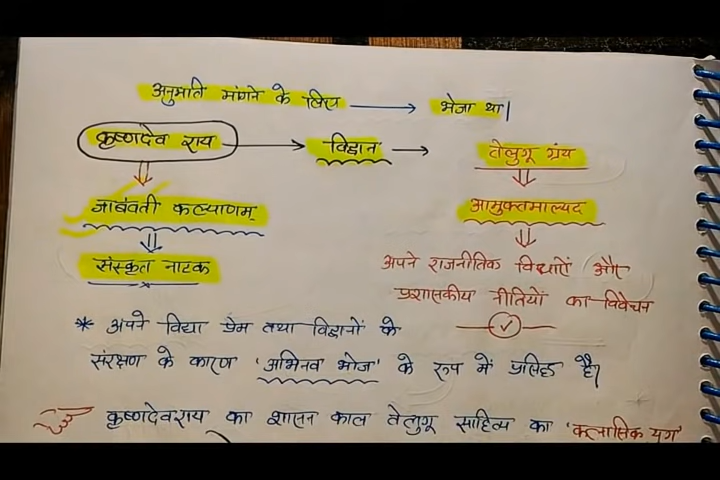 अनुमति मांगने के लिए → भेजा था।
कृष्णदेव राय → विद्वान → तेलुगू ग्रंथ
जाबंवती कल्याणम् आमुक्तमाल्यद
संस्कृत नाटक अपने राजनीतिक विचारों और
प्रशासकीय नीतियों का विवेचन
* अपने विद्या प्रेम तथा विद्वानों के
संरक्षण के कारण 'अभिनव भोज' के रूप में प्रसिद्ध है।
कृष्णदेवराय का शासन काल तेलुगू साहित्य का 'क्लासिक युग'